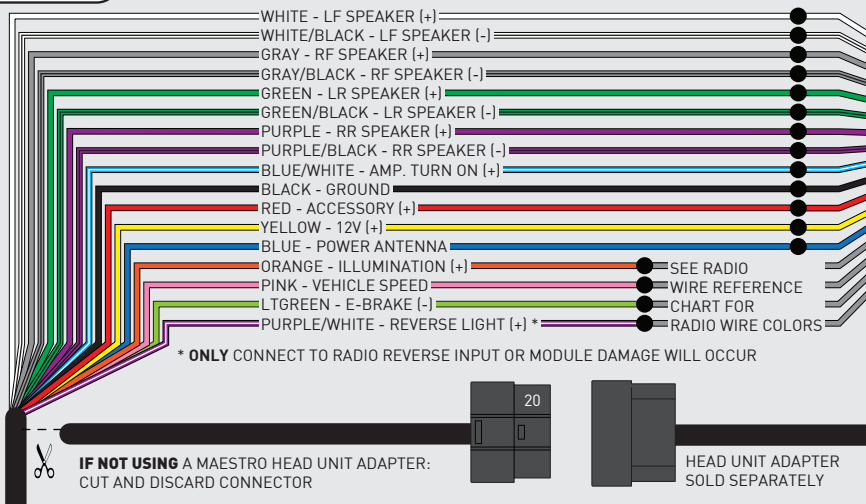 WHITE - LF SPEAKER (+)
WHITE/BLACK - LF SPEAKER (-)
GRAY - RF SPEAKER (+)
GRAY/BLACK - RF SPEAKER (-)
GREEN - LR SPEAKER (+)
GREEN/BLACK - LR SPEAKER (-)
PURPLE - RR SPEAKER (+)
PURPLE/BLACK - RR SPEAKER (-)
BLUE/WHITE - AMP. TURN ON (+)
BLACK - GROUND
RED - ACCESSORY (+)
YELLOW - 12V (+)
BLUE - POWER ANTENNA
ORANGE - ILLUMINATION (+)
PINK - VEHICLE SPEED
LTGREEN - E-BRAKE (-)
PURPLE/WHITE - REVERSE LIGHT (+) *
SEE RADIO
WIRE REFERENCE
CHART FOR
RADIO WIRE COLORS
* ONLY CONNECT TO RADIO REVERSE INPUT OR MODULE DAMAGE WILL OCCUR
20
IF NOT USING A MAESTRO HEAD UNIT ADAPTER:
CUT AND DISCARD CONNECTOR
HEAD UNIT ADAPTER
SOLD SEPARATELY